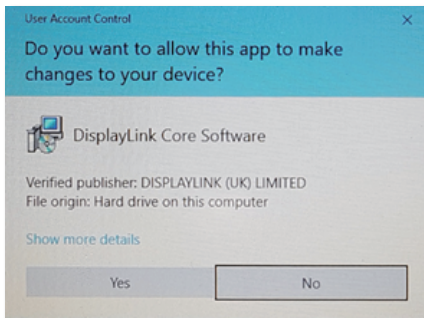 User Account Control
Do you want to allow this app to make
changes to your device?
DisplayLink Core Software
Verified publisher: DISPLAYLINK (UK) LIMITED
File origin: Hard drive on this computer
Show more details
Yes
No